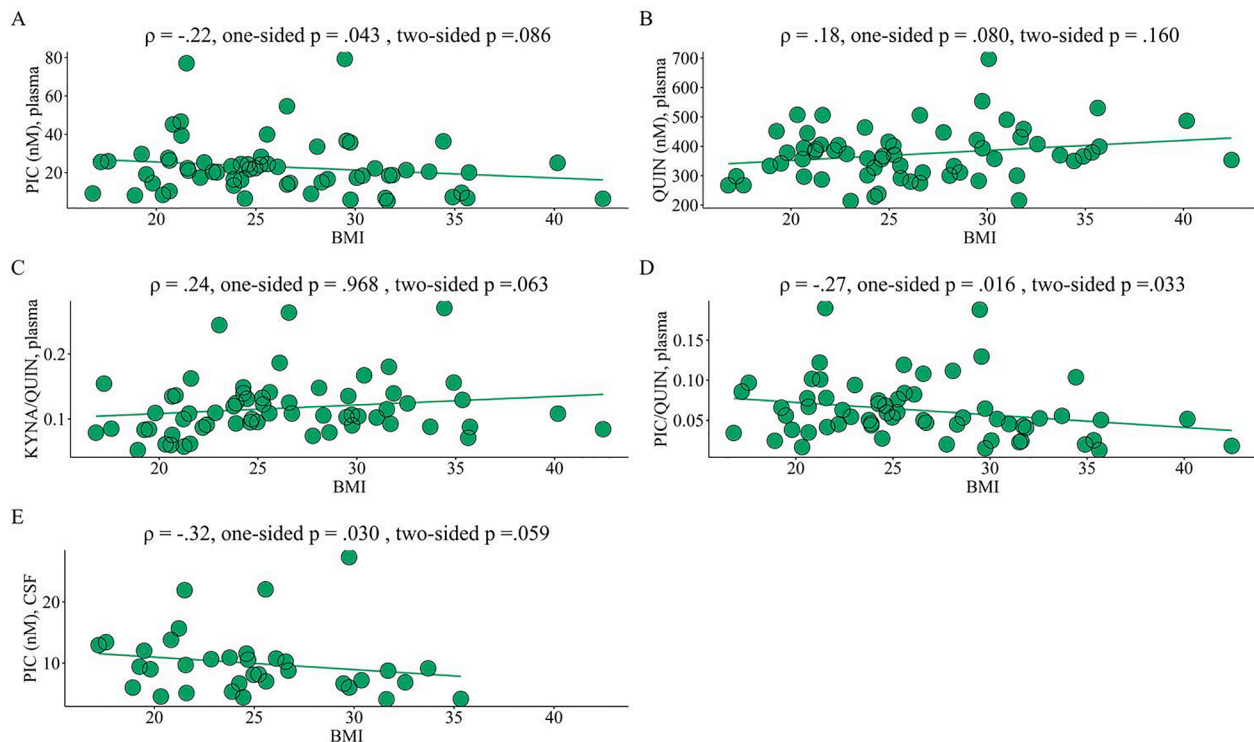 A
ρ = -.22, one-sided p = .043 , two-sided p =.086
PIC (nM), plasma
80
60
40
20
20 25 30 35 40
BMI
B
ρ = .18, one-sided p = .080, two-sided p = .160
QUIN (nM), plasma
700
600
500
400
300
200
20 25 30 35 40
BMI
C
ρ = .24, one-sided p = .968 , two-sided p =.063
KYNA/QUIN, plasma
0.2
0.1
20 25 30 35 40
BMI
D
ρ = -.27, one-sided p = .016 , two-sided p =.033
PIC/QUIN, plasma
0.15
0.10
0.05
20 25 30 35 40
BMI
E
ρ = -.32, one-sided p = .030 , two-sided p =.059
PIC (nM), CSF
20
10
20 25 30 35 40
BMI